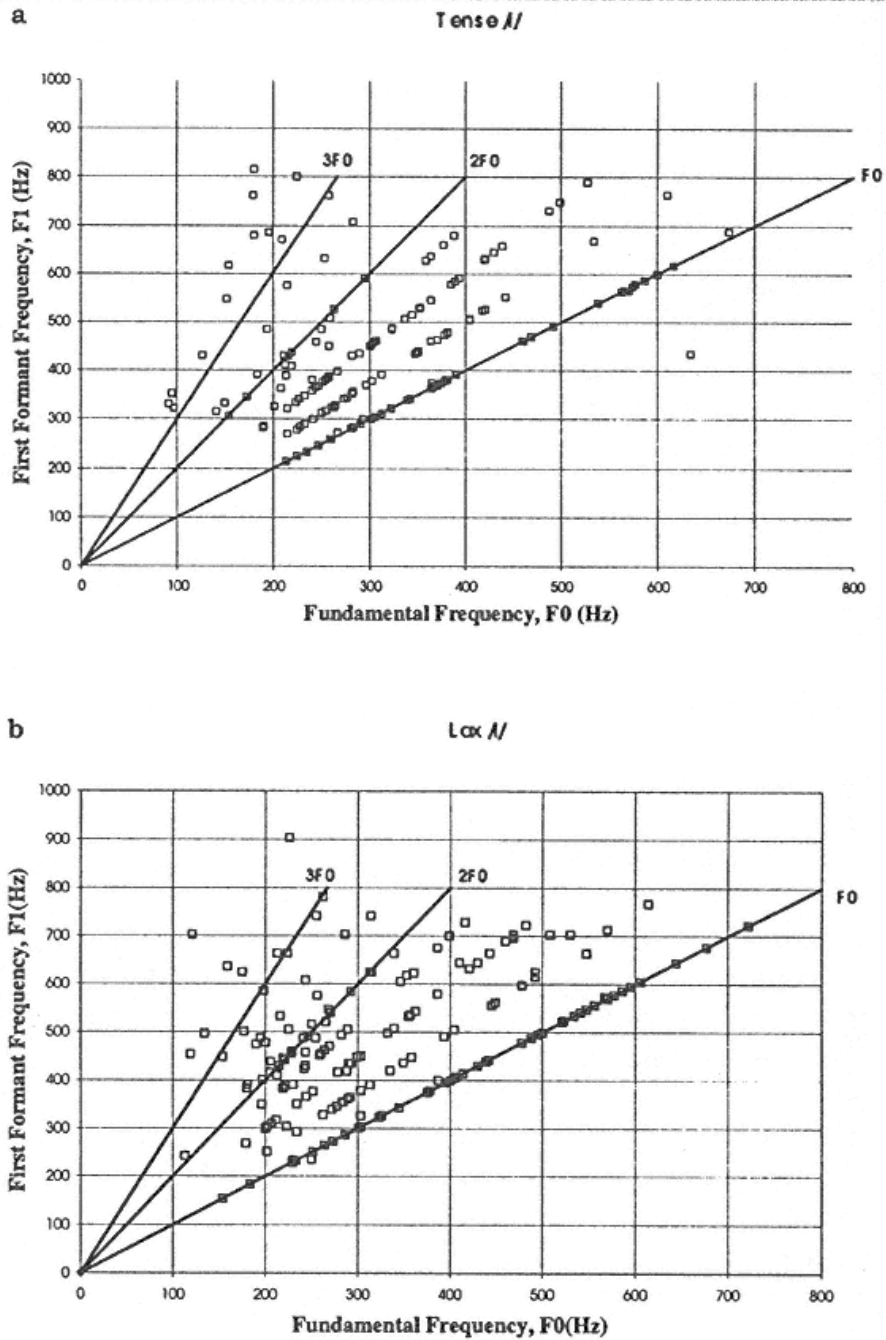 a
Tense /i/
1000
900
800
700
600
500
400
300
200
100
0
First Formant Frequency, F1 (Hz)
3F0
2F0
F0
0 100 200 300 400 500 600 700 800
Fundamental Frequency, F0 (Hz)
b
Lax /i/
1000
900
800
700
600
500
400
300
200
100
0
First Formant Frequency, F1(Hz)
3F0
2F0
F0
0 100 200 300 400 500 600 700 800
Fundamental Frequency, F0(Hz)